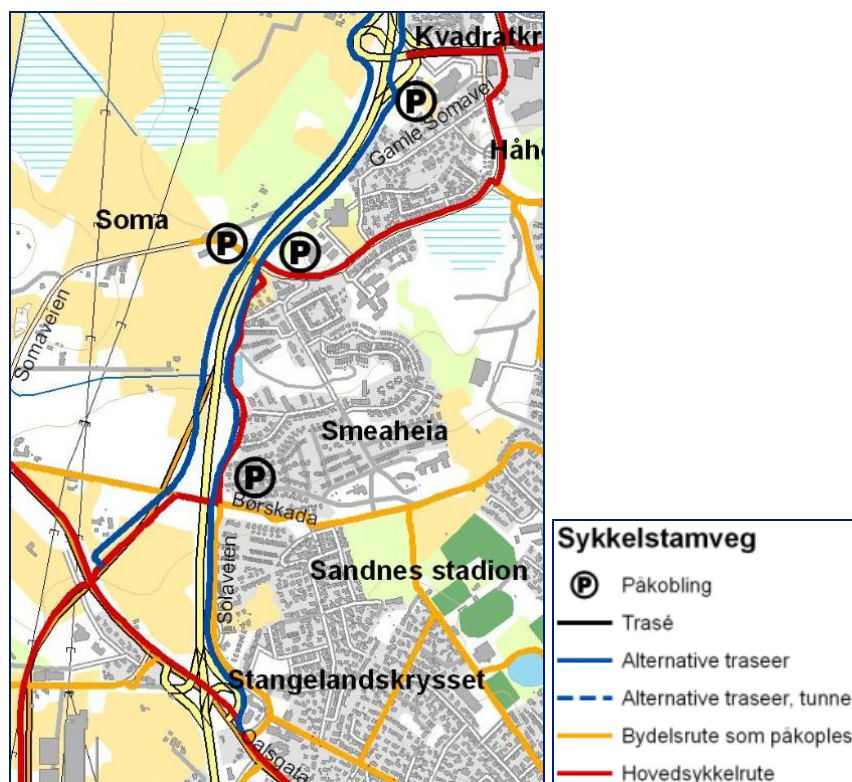 Kvadratkr
P
Gamle Somavei
Håh
Soma
P
P
Somaveien
Smeaheia
P
Børskada
Sandnes stadion
Solaveien
Stangelandskrysset
Dalsgata
Sykkelstamveg
P Påkobling
Trasé
Alternative traseer
Alternative traseer, tunne
Bydelsrute som påkoples
Hovedsykkelrute